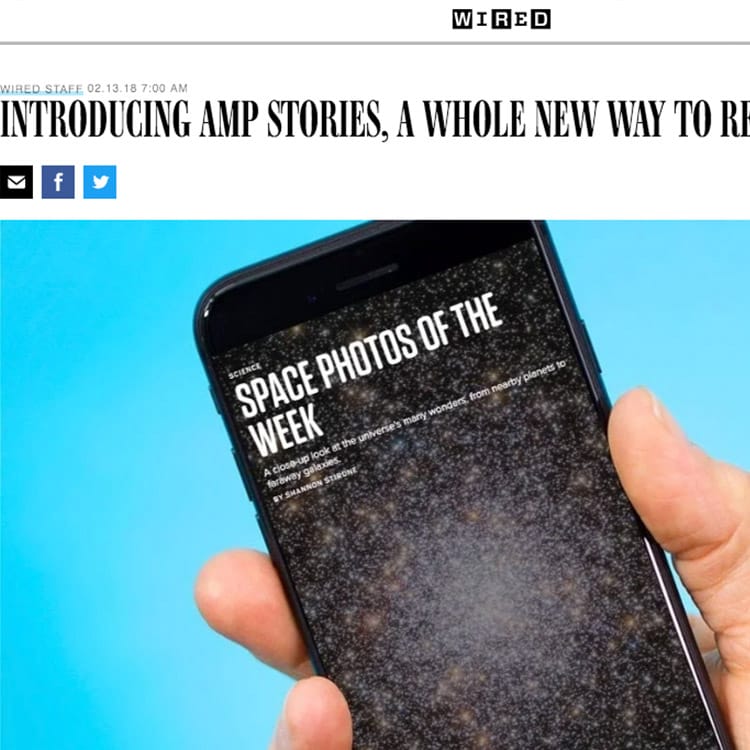 WIRED
WIRED STAFF 02.13.18 7:00 AM
INTRODUCING AMP STORIES, A WHOLE NEW WAY TO RE
SCIENCE
SPACE PHOTOS OF THE
WEEK
A close-up look at the universe's many wonders, from nearby planets to
faraway galaxies.
BY SHANNON STIRONE